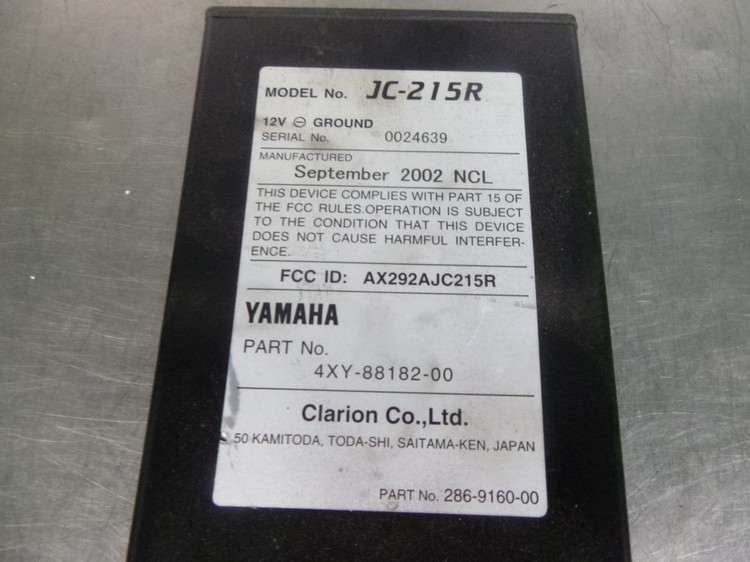 MODEL No. JC-215R
12V ⊖ GROUND
SERIAL No. 0024639
MANUFACTURED
September 2002 NCL
THIS DEVICE COMPLIES WITH PART 15 OF
THE FCC RULES.OPERATION IS SUBJECT
TO THE CONDITION THAT THIS DEVICE
DOES NOT CAUSE HARMFUL INTERFER-
ENCE.
FCC ID: AX292AJC215R
YAMAHA
PART No.
4XY-88182-00
Clarion Co.,Ltd.
50 KAMITODA, TODA-SHI, SAITAMA-KEN, JAPAN
PART No. 286-9160-00